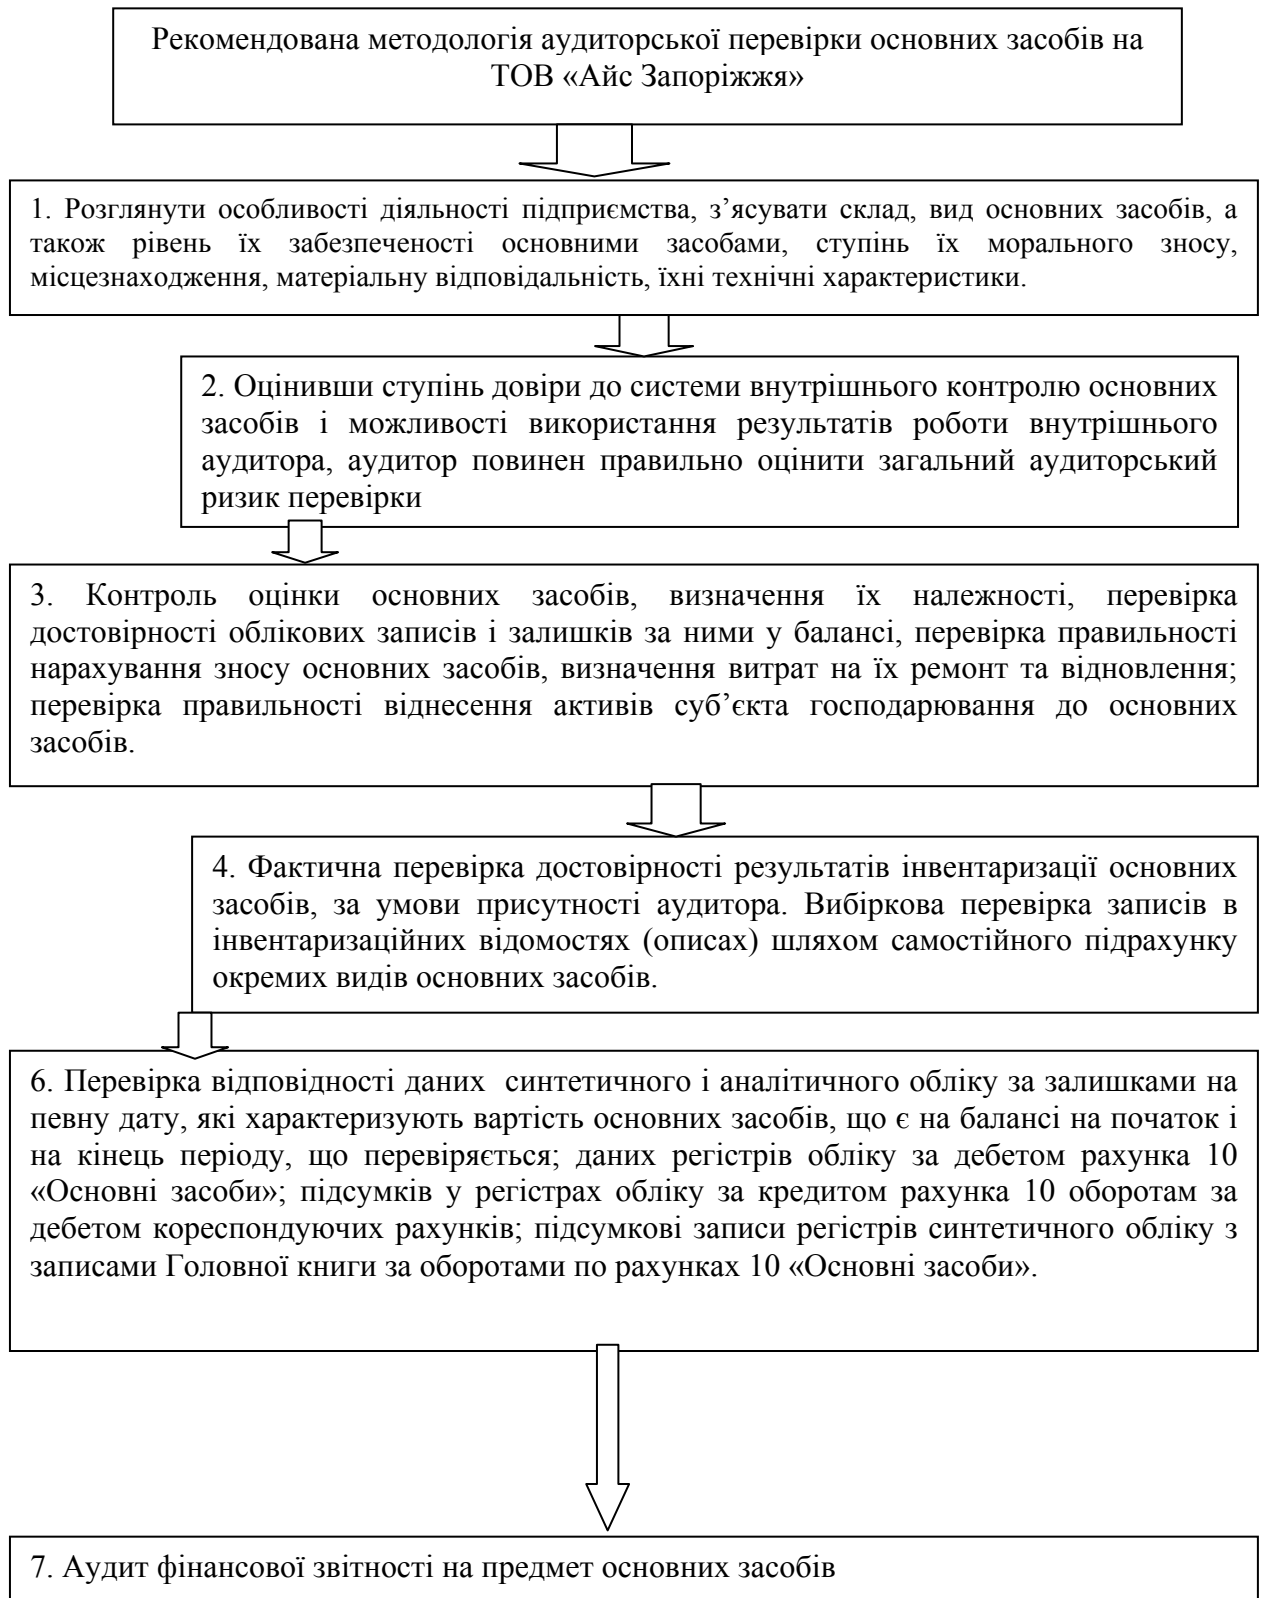 Рекомендована методологія аудиторської перевірки основних засобів на
ТОВ «Айс Запоріжжя»
1. Розглянути особливості діяльності підприємства, з’ясувати склад, вид основних засобів, а
також рівень їх забезпеченості основними засобами, ступінь їх морального зносу,
місцезнаходження, матеріальну відповідальність, їхні технічні характеристики.
2. Оцінивши ступінь довіри до системи внутрішнього контролю основних
засобів і можливості використання результатів роботи внутрішнього
аудитора, аудитор повинен правильно оцінити загальний аудиторський
ризик перевірки
3. Контроль оцінки основних засобів, визначення їх належності, перевірка
достовірності облікових записів і залишків за ними у балансі, перевірка правильності
нарахування зносу основних засобів, визначення витрат на їх ремонт та відновлення;
перевірка правильності віднесення активів суб’єкта господарювання до основних
засобів.
4. Фактична перевірка достовірності результатів інвентаризації основних
засобів, за умови присутності аудитора. Вибіркова перевірка записів в
інвентаризаційних відомостях (описах) шляхом самостійного підрахунку
окремих видів основних засобів.
6. Перевірка відповідності даних синтетичного і аналітичного обліку за залишками на
певну дату, які характеризують вартість основних засобів, що є на балансі на початок і
на кінець періоду, що перевіряється; даних регістрів обліку за дебетом рахунка 10
«Основні засоби»; підсумків у регістрах обліку за кредитом рахунка 10 оборотам за
дебетом кореспондуючих рахунків; підсумкові записи регістрів синтетичного обліку з
записами Головної книги за оборотами по рахунках 10 «Основні засоби».
7. Аудит фінансової звітності на предмет основних засобів